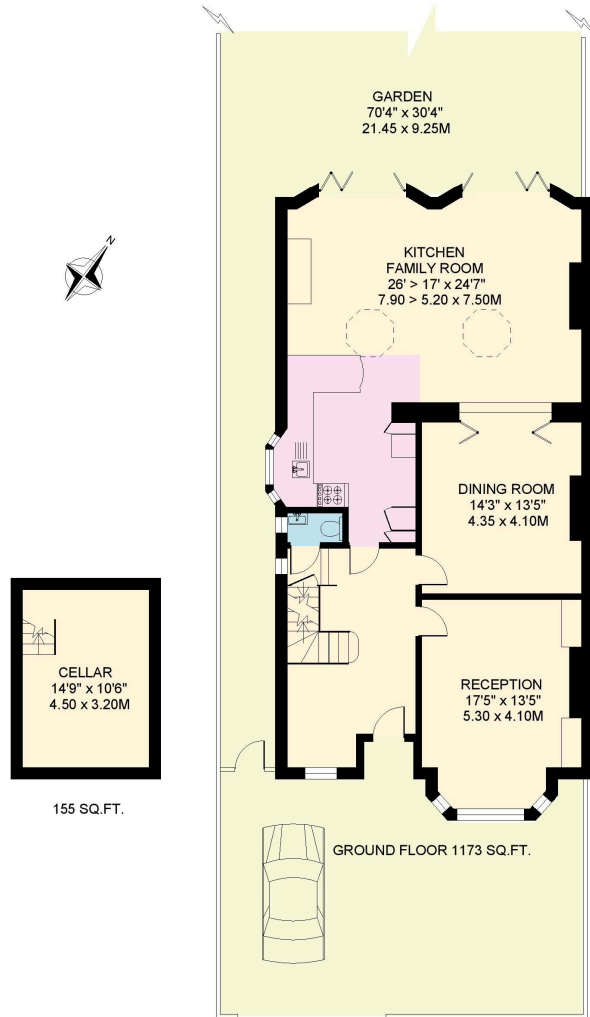 GARDEN
70'4" x 30'4"
21.45 x 9.25M
N
KITCHEN
FAMILY ROOM
26' > 17' x 24'7"
7.90 > 5.20 x 7.50M
DINING ROOM
14'3" x 13'5"
4.35 x 4.10M
CELLAR
14'9" x 10'6"
4.50 x 3.20M
155 SQ.FT.
RECEPTION
17'5" x 13'5"
5.30 x 4.10M
GROUND FLOOR 1173 SQ.FT.